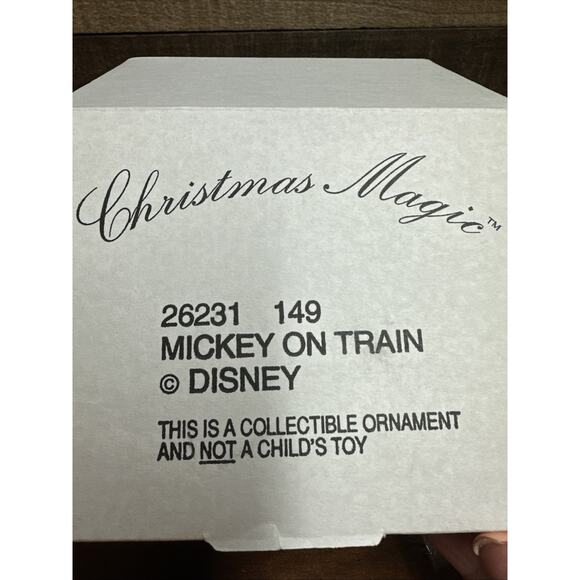 Christmas Magic™
26231 149
MICKEY ON TRAIN
© DISNEY
THIS IS A COLLECTIBLE ORNAMENT
AND NOT A CHILD'S TOY